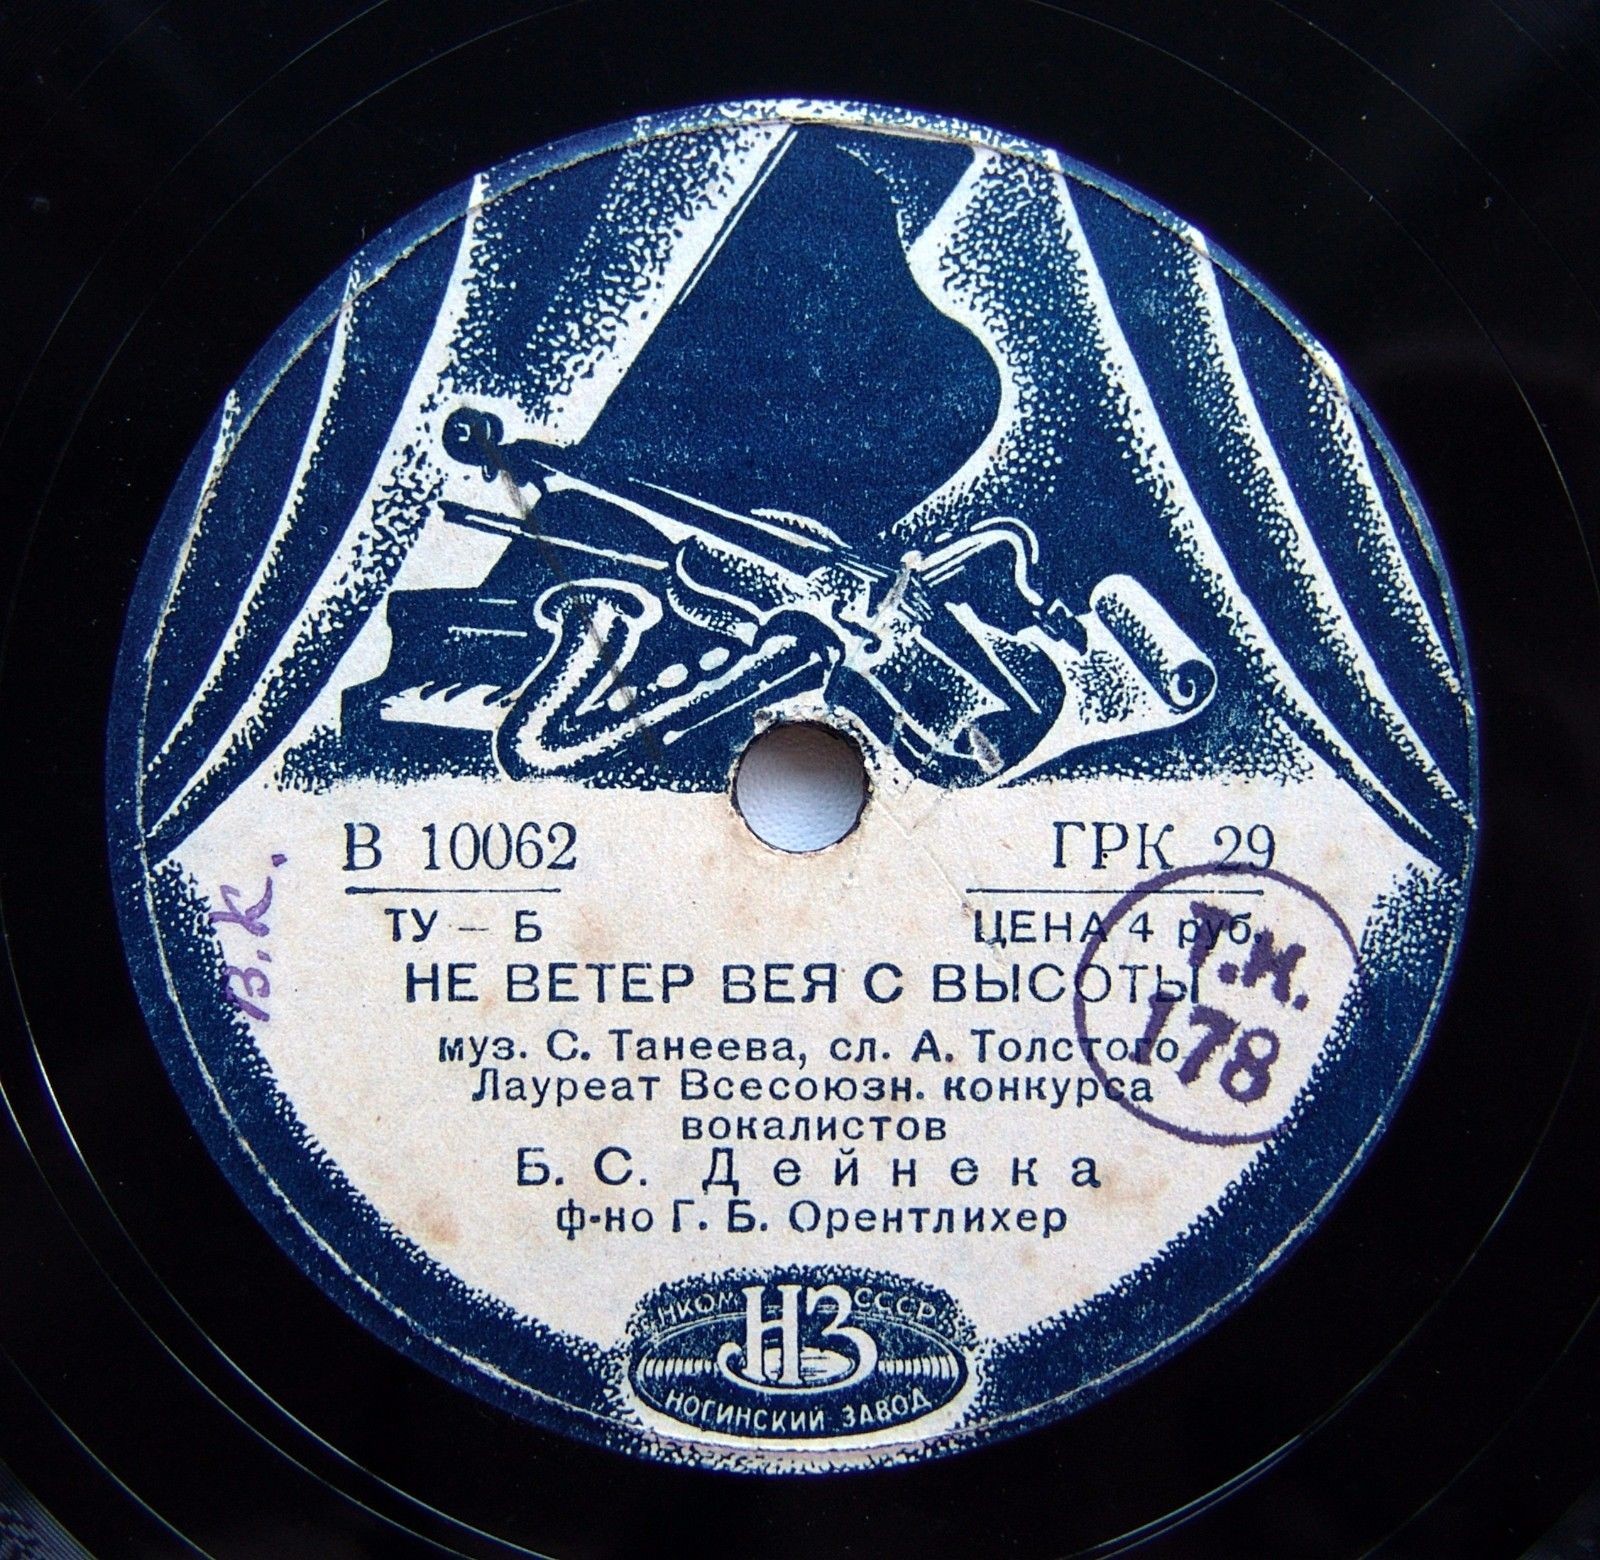 В 10062
ГРК 29
ТУ — Б
ЦЕНА 4 руб.
НЕ ВЕТЕР ВЕЯ С ВЫСОТЫ
муз. С. Танеева, сл. А. Толстого
Лауреат Всесоюзн. конкурса
вокалистов
Б. С. Дейнека
ф-но Г. Б. Орентлихер
В.К.
Т.К.
178
НКОМ СССР
НЗ
НОГИНСКИЙ ЗАВОД